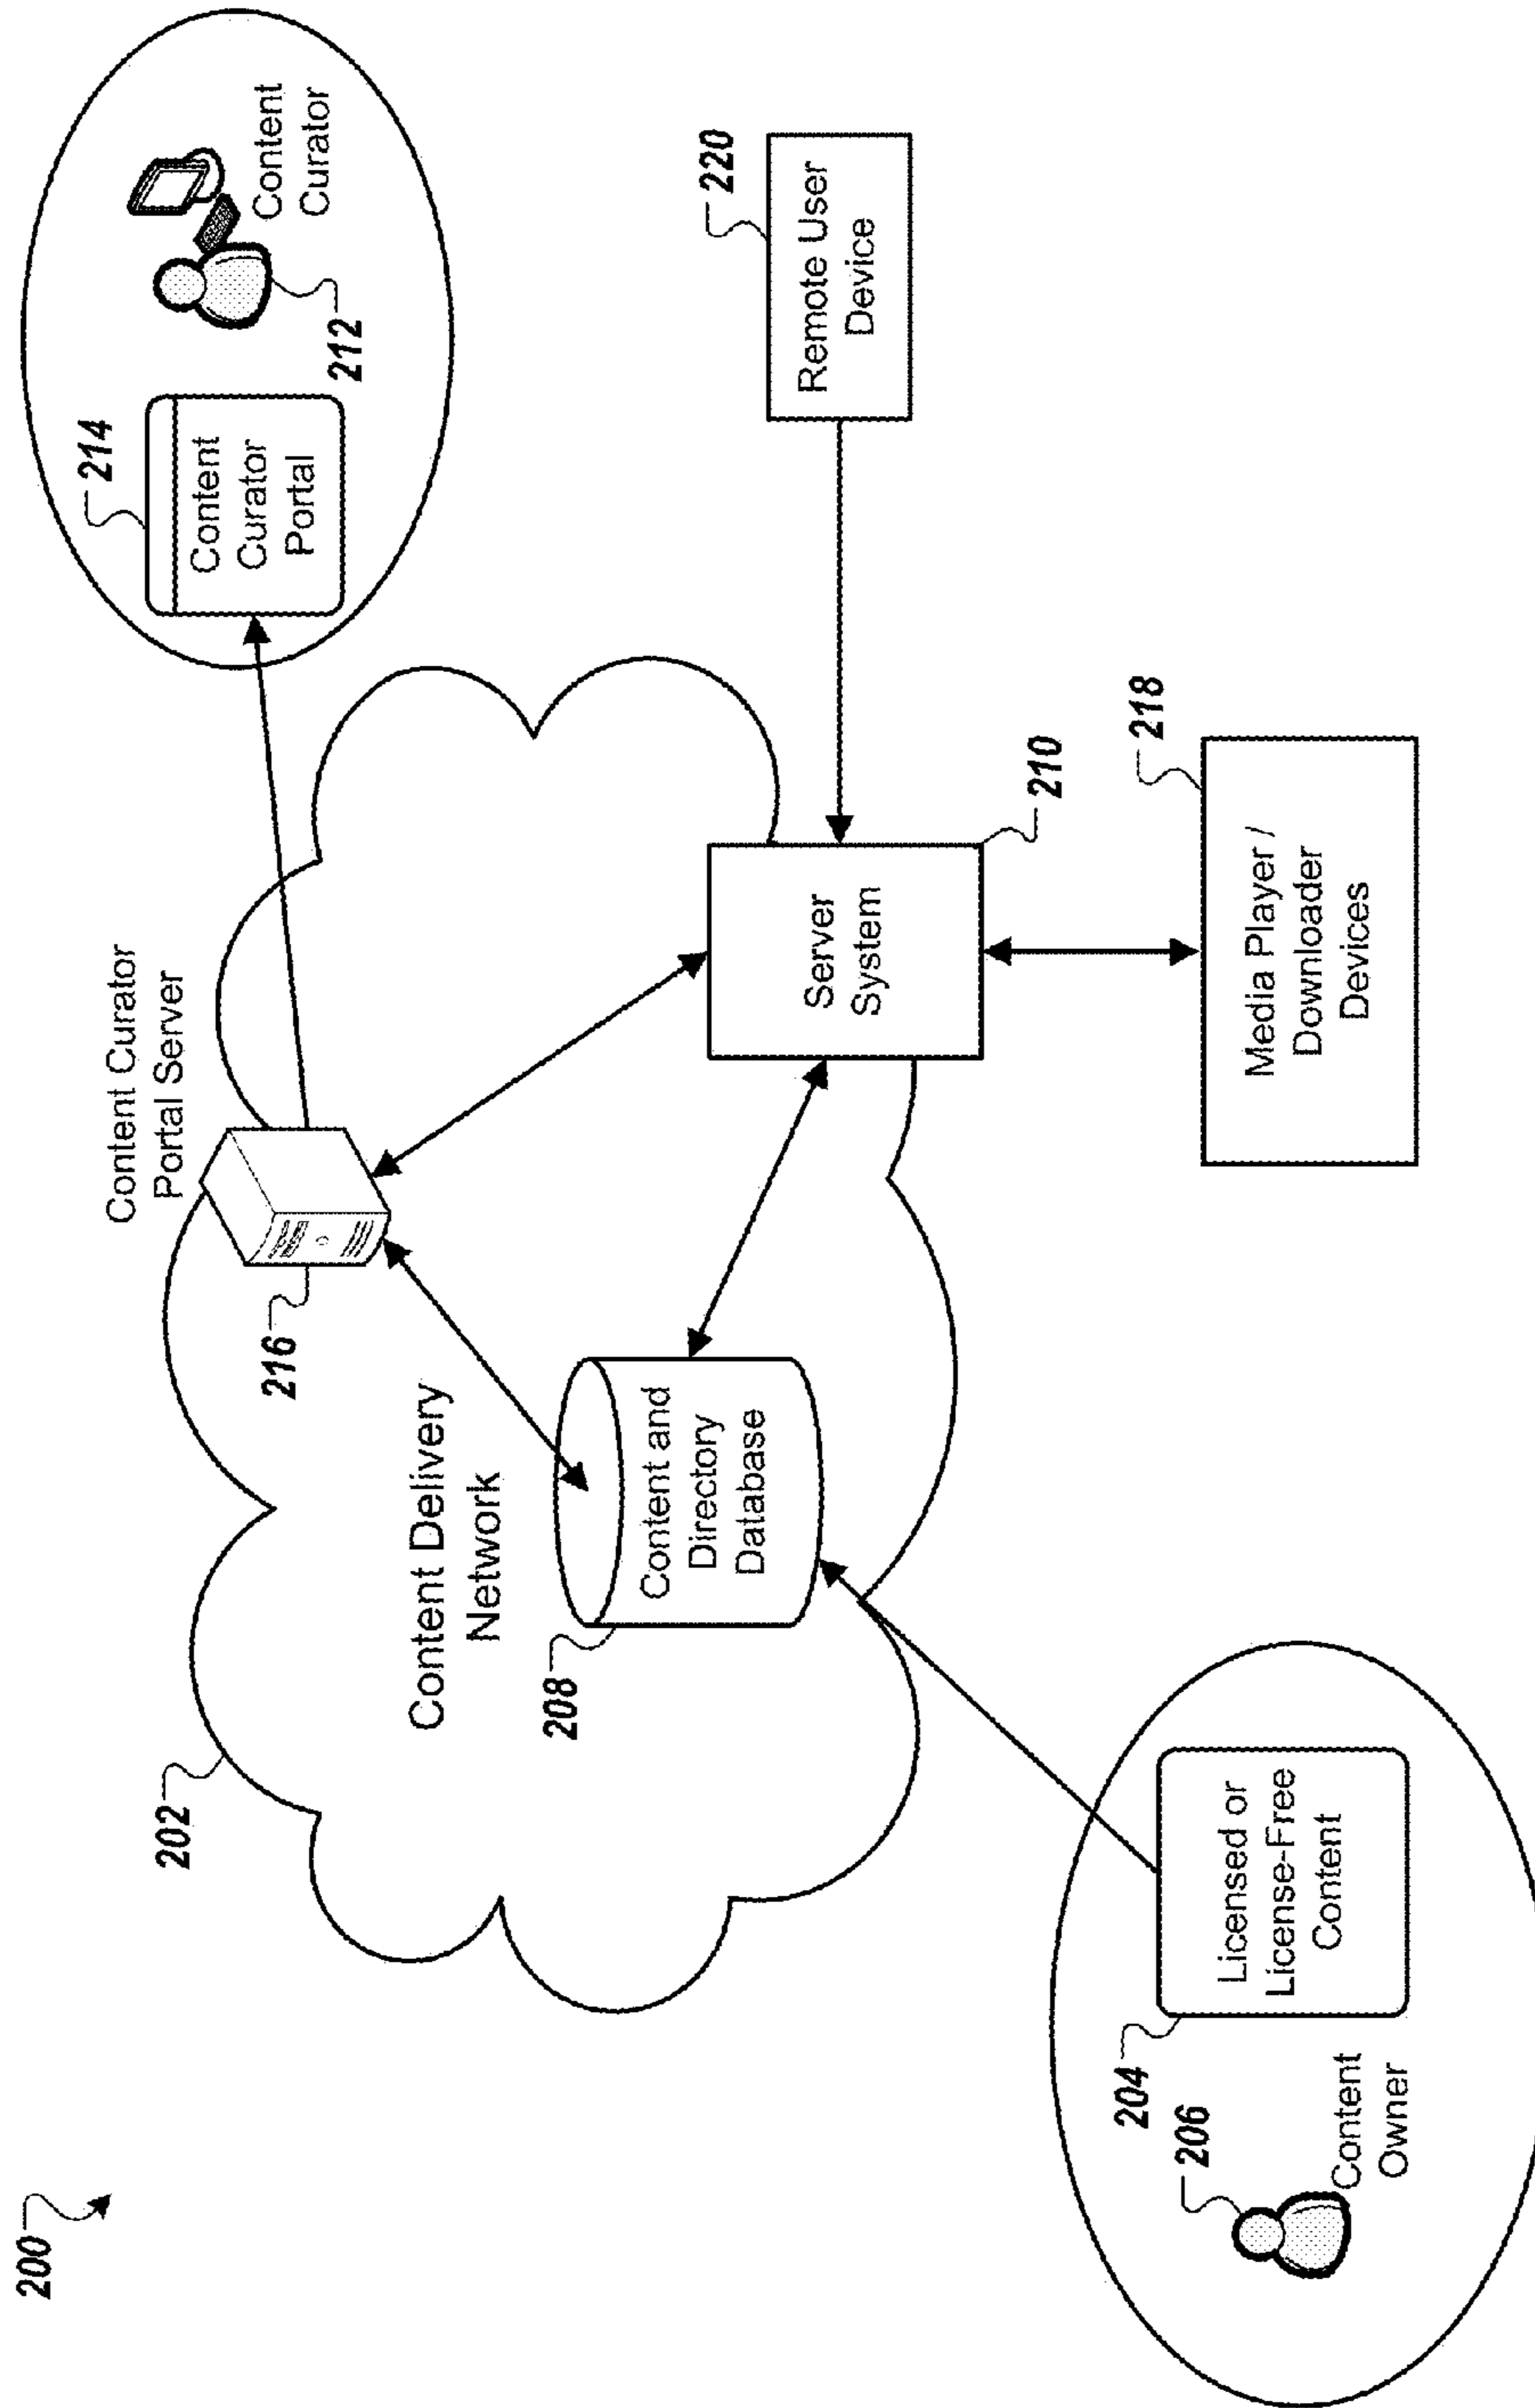 200
202
Content Delivery
Network
Content Curator
Portal Server
216
214
Content
Curator
Portal
212
Content
Curator
208
Content and
Directory
Database
Server
System
210
220
Remote User
Device
218
Media Player /
Downloader
Devices
204
Licensed or
License-Free
Content
206
Content
Owner